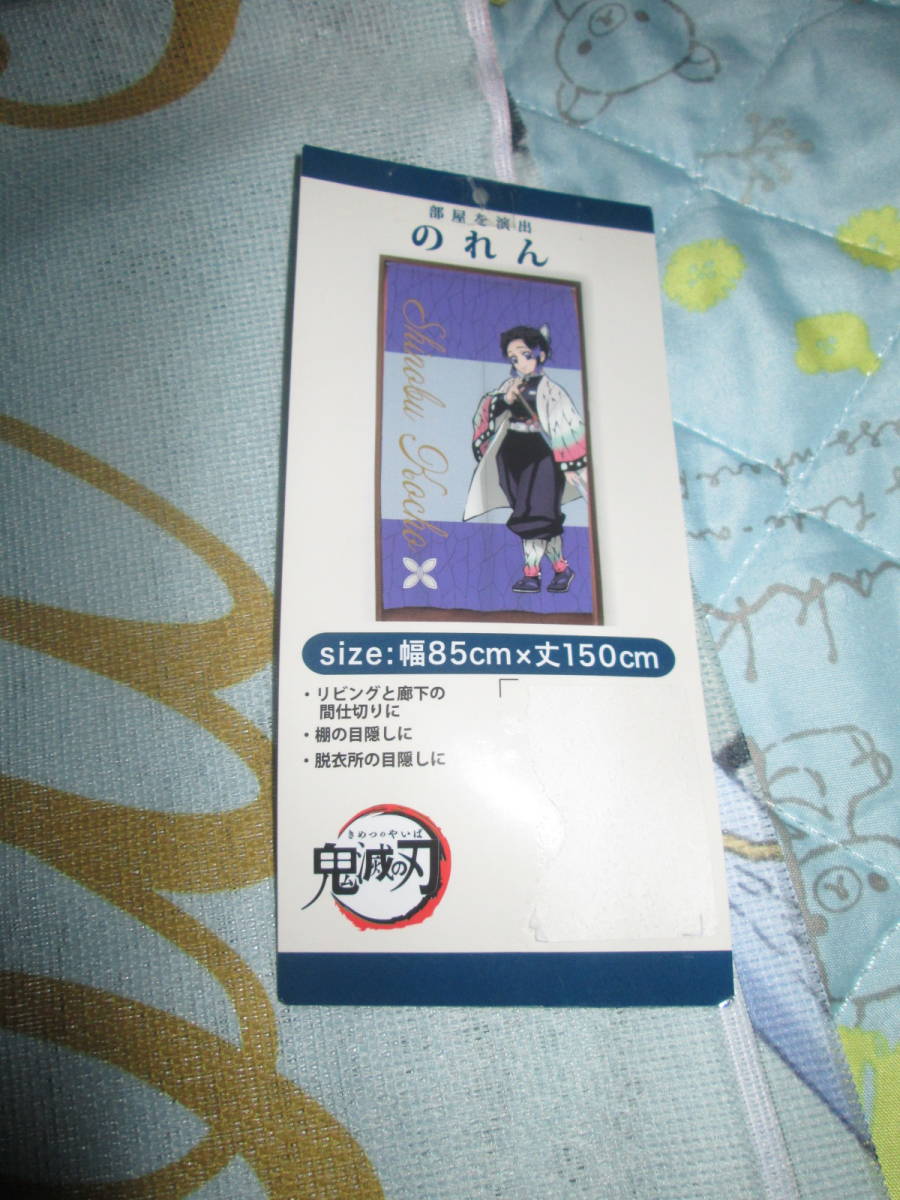 部屋を演出
のれん
Shinobu Kocho
size:幅85cm×丈150cm
・リビングと廊下の
間仕切りに
・棚の目隠しに
・脱衣所の目隠しに
きめつのやいば
鬼滅の刃